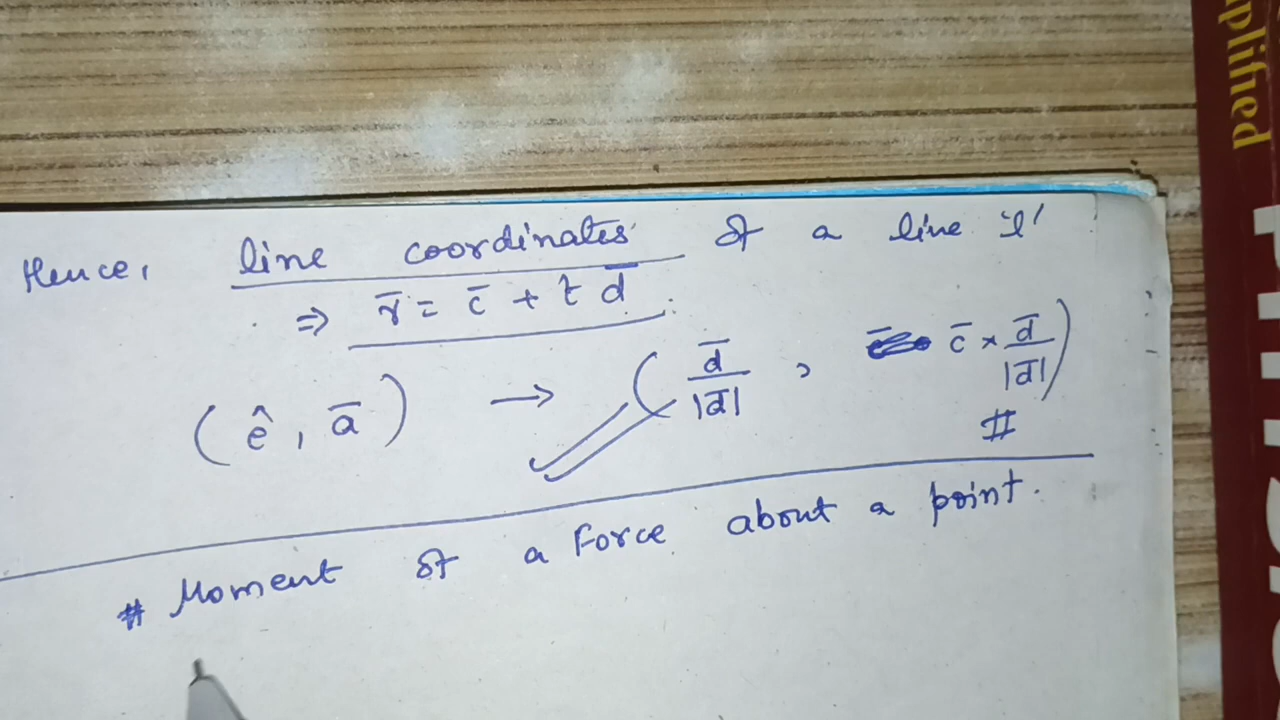 Hence, line coordinates of a line 'l'
⇒ r̄ = c̄ + t d̄.
(ê, ā) → (d̄/|d̄|, c̄ × d̄/|d̄|)
#
# Moment of a Force about a point.